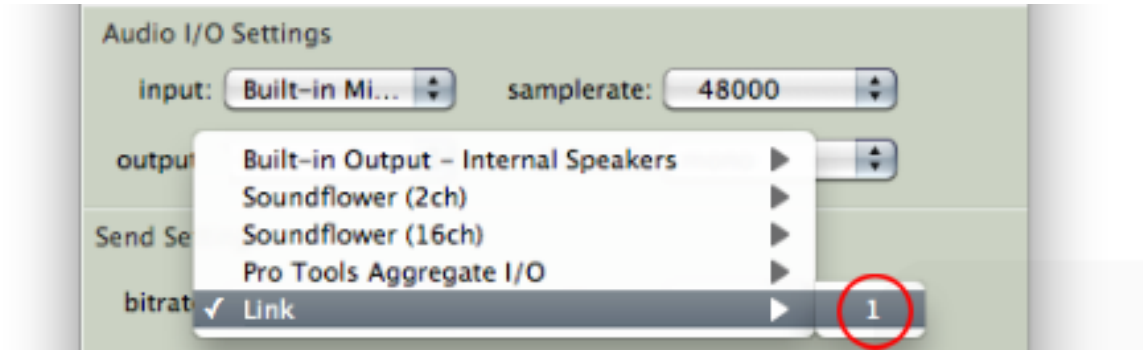 Audio I/O Settings
input: Built-in Mi... samplerate: 48000
output Built-in Output - Internal Speakers
Soundflower (2ch)
Soundflower (16ch)
Send Se
Pro Tools Aggregate I/O
bitrat ✓ Link 1